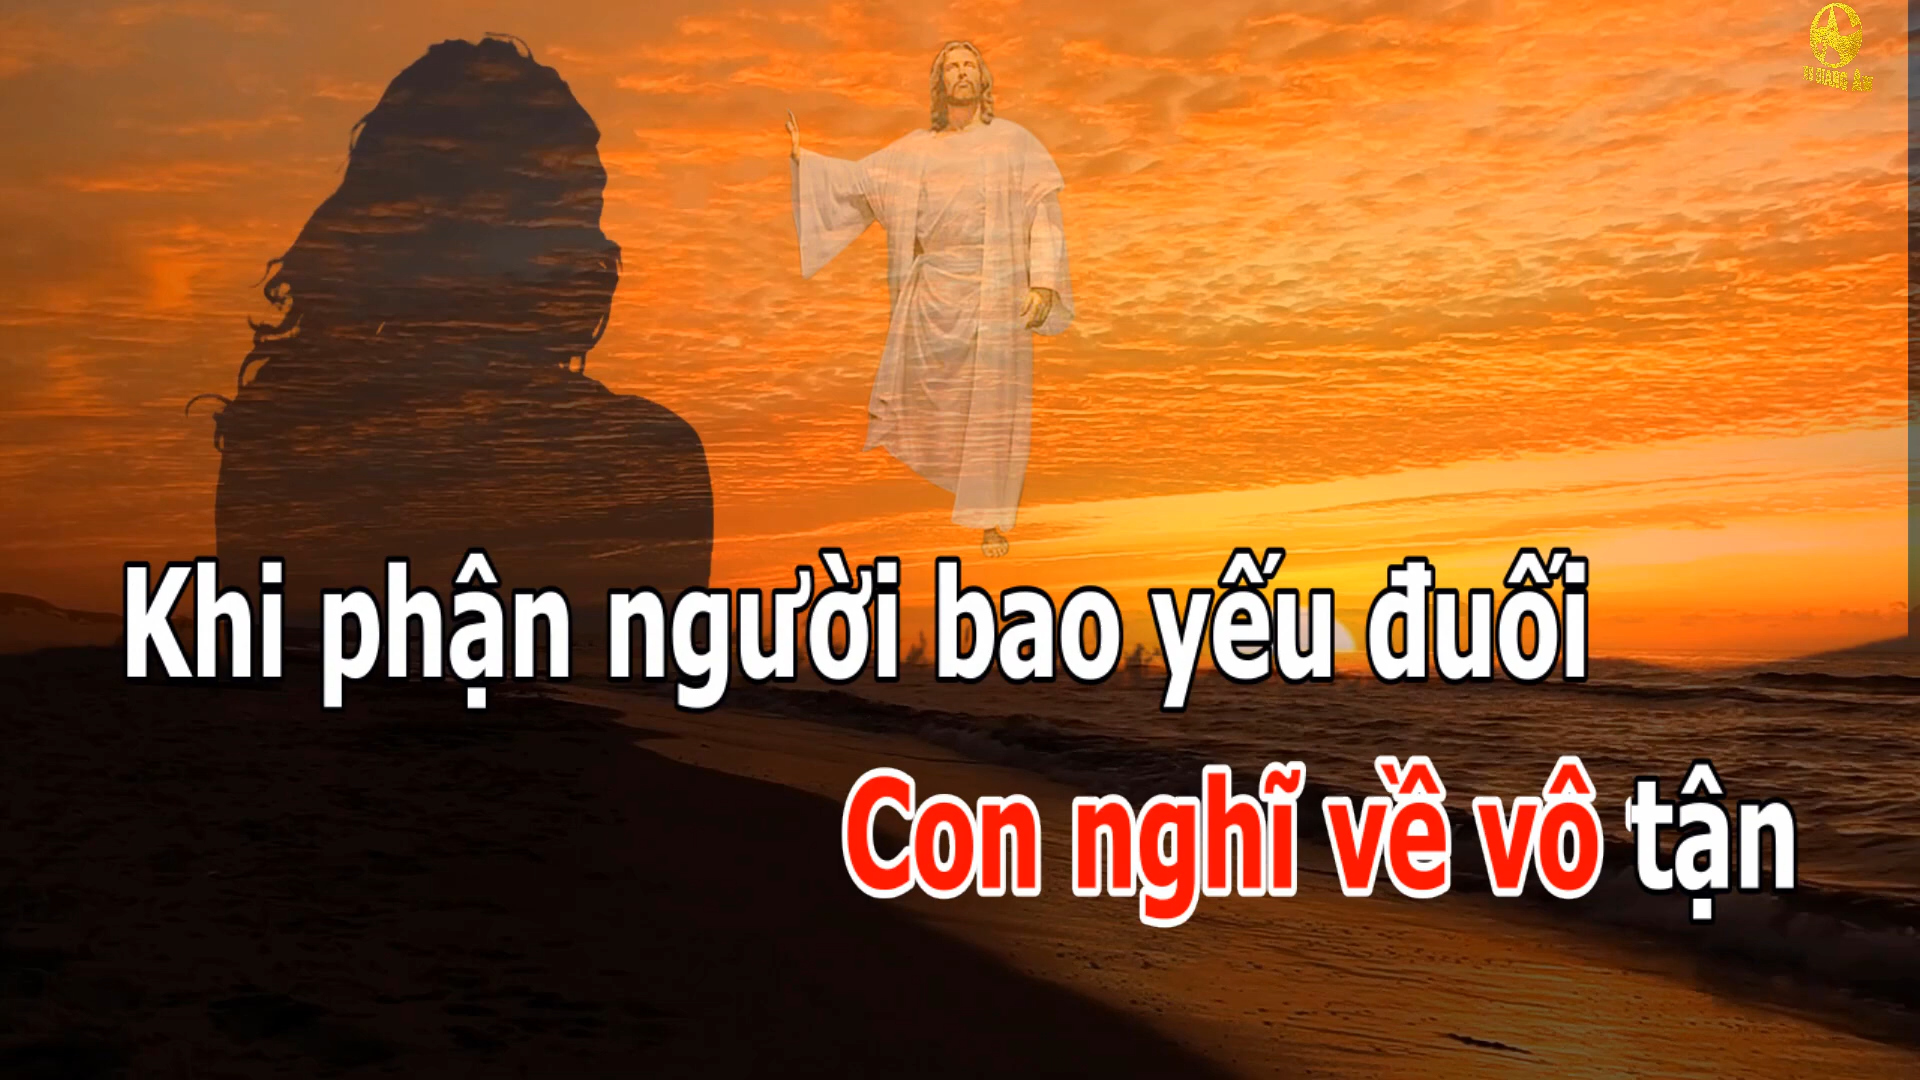 Khi phận người bao yếu đuối
Con nghĩ về vô tận